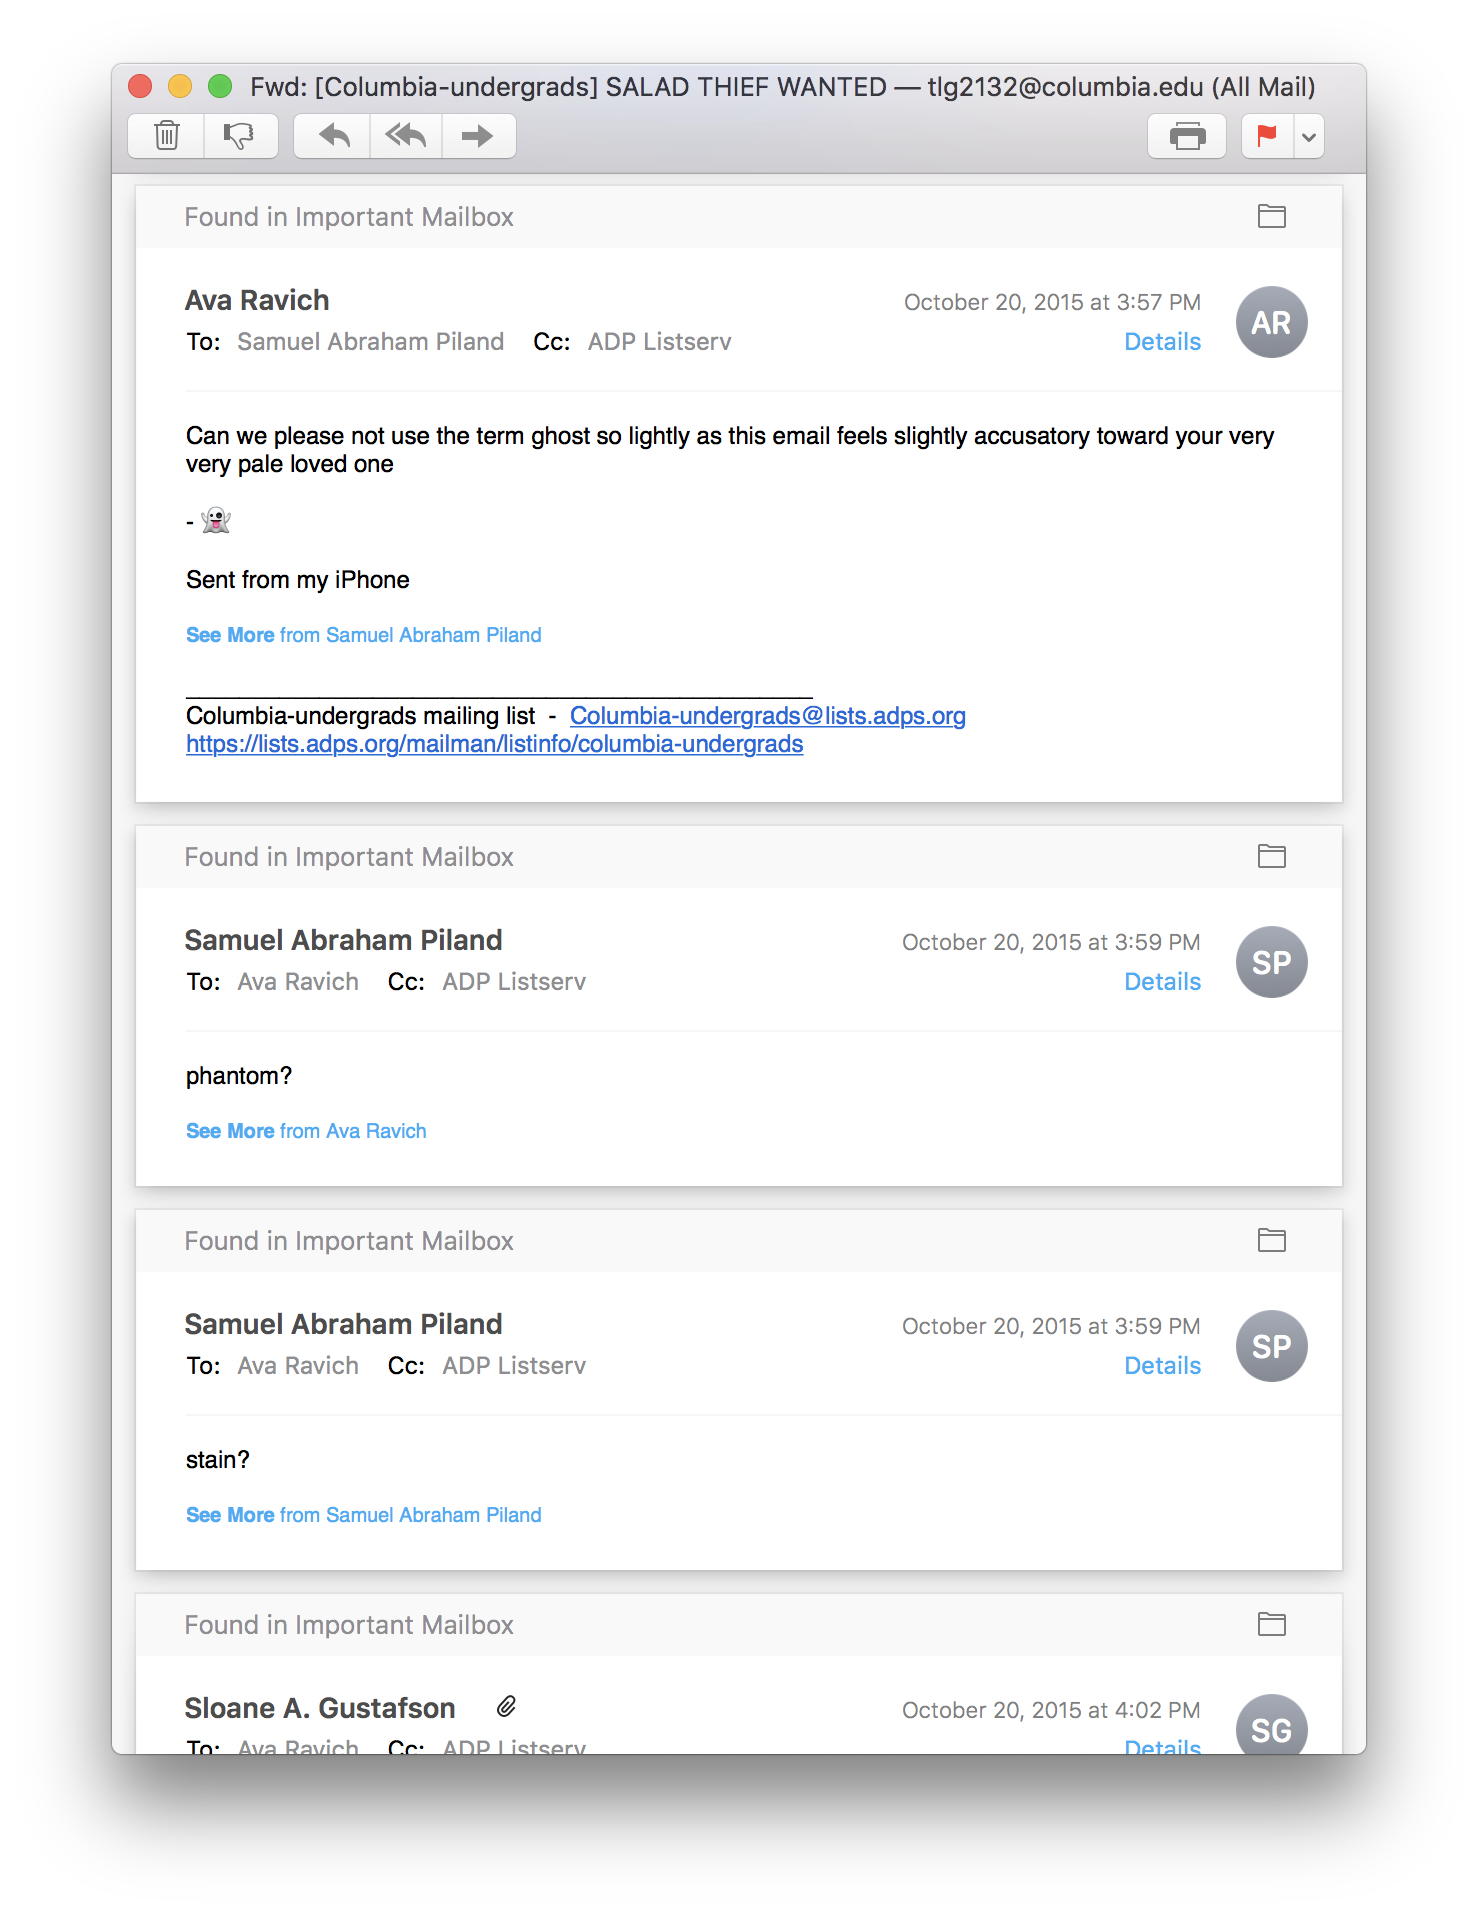 Fwd: [Columbia-undergrads] SALAD THIEF WANTED — tlg2132@columbia.edu (All Mail)
Found in Important Mailbox
Ava Ravich
October 20, 2015 at 3:57 PM
AR
To: Samuel Abraham Piland Cc: ADP Listserv
Details
Can we please not use the term ghost so lightly as this email feels slightly accusatory toward your very
very pale loved one
- 👻
Sent from my iPhone
See More from Samuel Abraham Piland
_______________________________________________
Columbia-undergrads mailing list - Columbia-undergrads@lists.adps.org
https://lists.adps.org/mailman/listinfo/columbia-undergrads
Found in Important Mailbox
Samuel Abraham Piland
October 20, 2015 at 3:59 PM
SP
To: Ava Ravich Cc: ADP Listserv
Details
phantom?
See More from Ava Ravich
Found in Important Mailbox
Samuel Abraham Piland
October 20, 2015 at 3:59 PM
SP
To: Ava Ravich Cc: ADP Listserv
Details
stain?
See More from Samuel Abraham Piland
Found in Important Mailbox
Sloane A. Gustafson
October 20, 2015 at 4:02 PM
SG
To: Ava Ravich Cc: ADP Listserv
Details